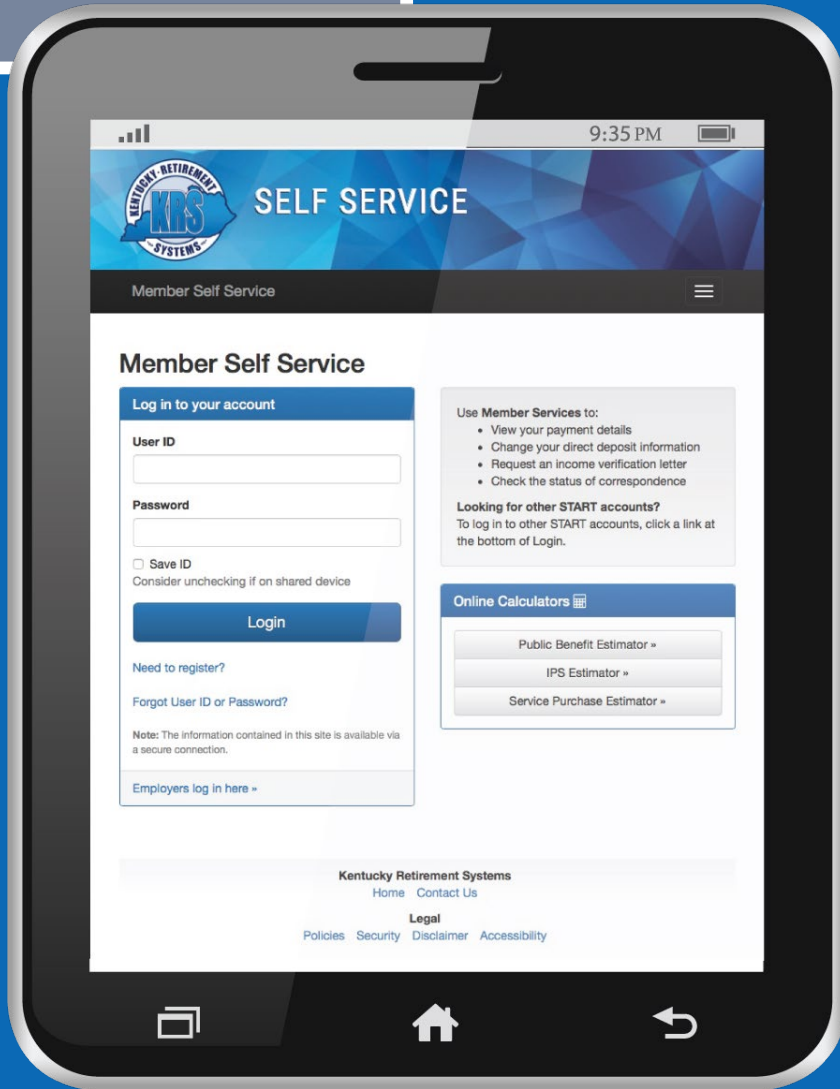 9:35 PM
KENTUCKY RETIREMENT
KRS
SYSTEMS
SELF SERVICE
Member Self Service
Member Self Service
Log in to your account
User ID
Password
Save ID
Consider unchecking if on shared device
Login
Need to register?
Forgot User ID or Password?
Note: The information contained in this site is available via
a secure connection.
Employers log in here »
Use Member Services to:
• View your payment details
• Change your direct deposit information
• Request an income verification letter
• Check the status of correspondence
Looking for other START accounts?
To log in to other START accounts, click a link at
the bottom of Login.
Online Calculators
Public Benefit Estimator »
IPS Estimator »
Service Purchase Estimator »
Kentucky Retirement Systems
Home Contact Us
Legal
Policies Security Disclaimer Accessibility